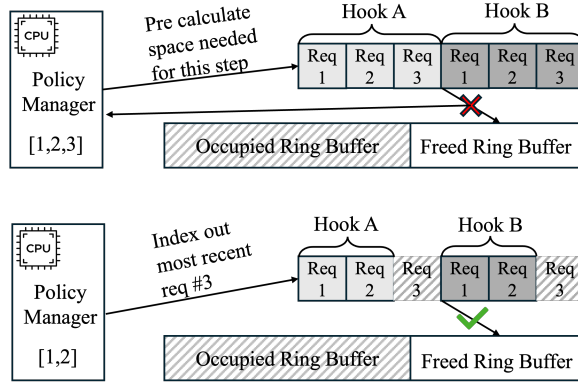 CPU
Policy
Manager
[1,2,3]
Pre calculate
space needed
for this step
Hook A
Hook B
Req Req Req Req Req Req
1 2 3 1 2 3
Occupied Ring Buffer
Freed Ring Buffer
CPU
Policy
Manager
[1,2]
Index out
most recent
req #3
Hook A
Hook B
Req Req Req Req Req Req
1 2 3 1 2 3
Occupied Ring Buffer
Freed Ring Buffer